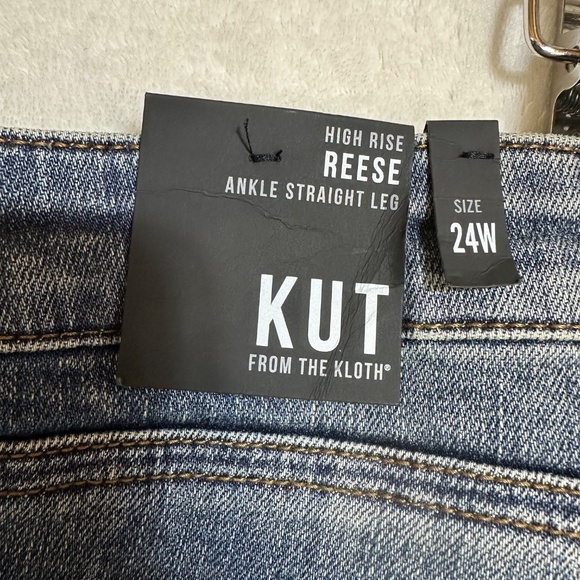 HIGH RISE
REESE
ANKLE STRAIGHT LEG
KUT
FROM THE KLOTH®
SIZE
24W